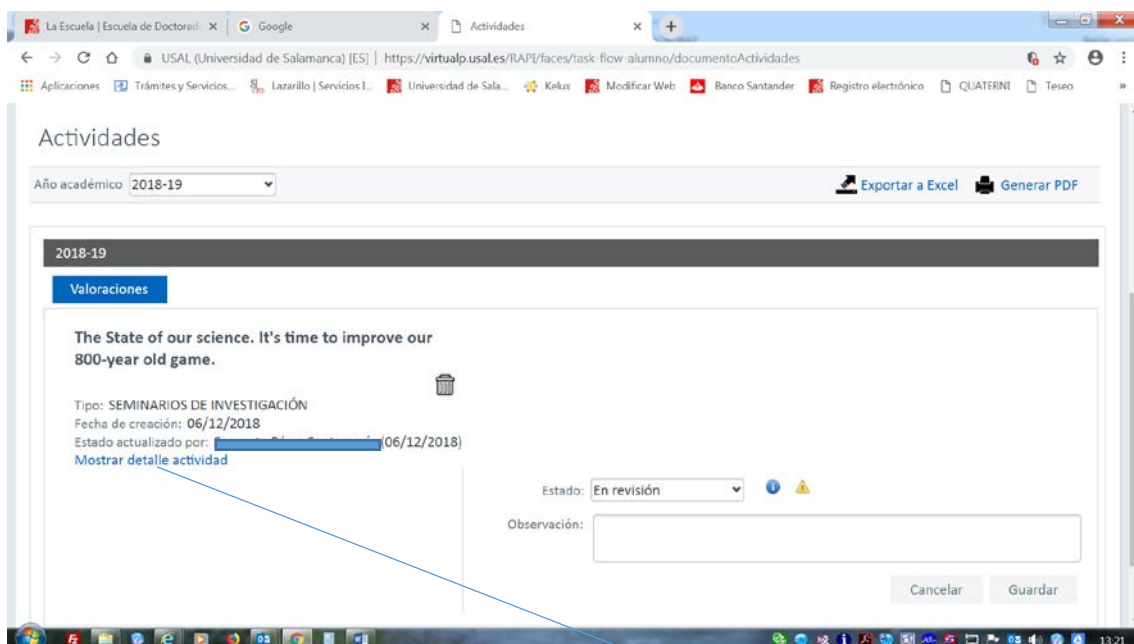 La Escuela | Escuela de Doctorad
Google
Actividades
USAL (Universidad de Salamanca) [ES] | https://virtualp.usal.es/RAPI/faces/task-flow-alumno/documentoActividades
Aplicaciones
Trámites y Servicios...
Lazarillo | Servicios I...
Universidad de Sala...
Kelux
Modificar Web
Banco Santander
Registro electrónico
QUATERNI
Teseo
»
Actividades
Año académico 2018-19
Exportar a Excel
Generar PDF
2018-19
Valoraciones
The State of our science. It's time to improve our
800-year old game.
Tipo: SEMINARIOS DE INVESTIGACIÓN
Fecha de creación: 06/12/2018
Estado actualizado por: (06/12/2018)
Mostrar detalle actividad
Estado: En revisión
Observación:
Cancelar
Guardar
13:21